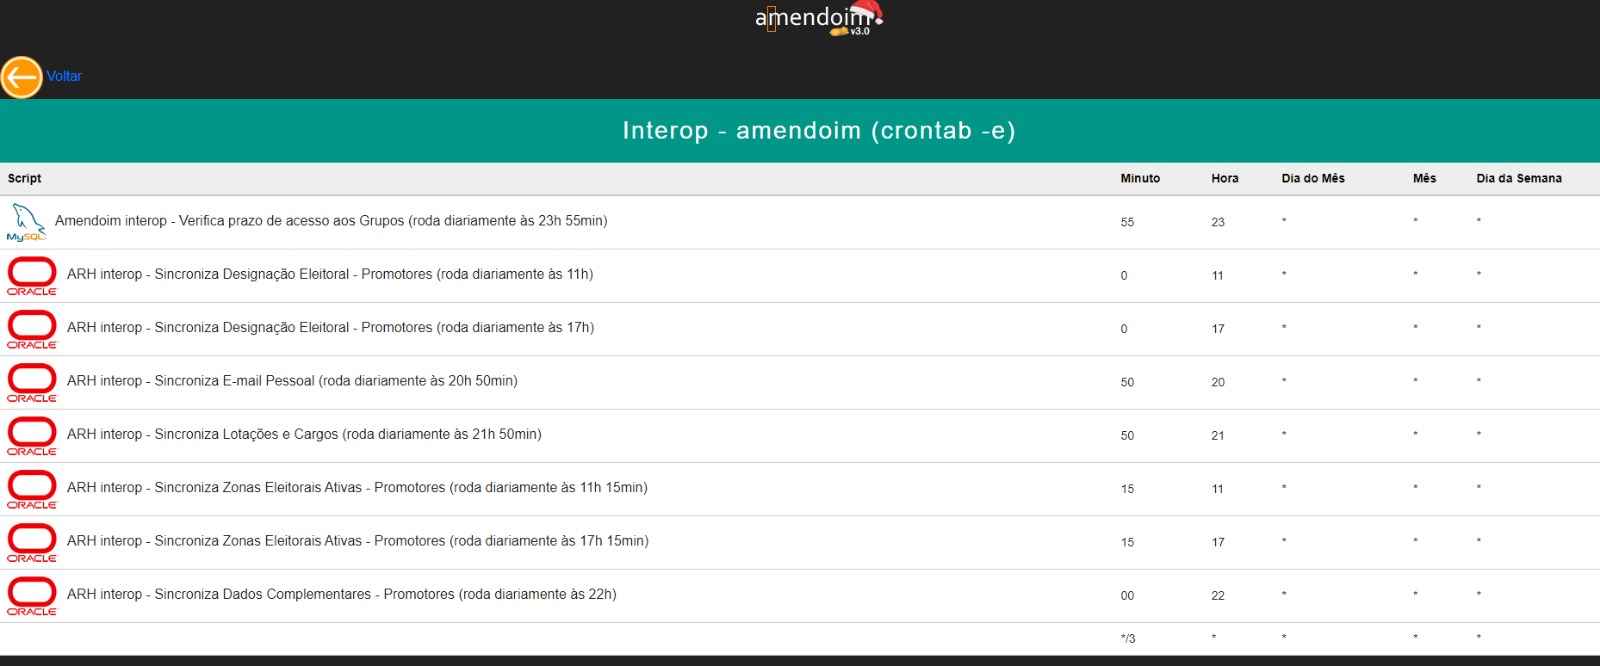 amendoim
v3.0
Voltar
Interop - amendoim (crontab -e)
Script Minuto Hora Dia do Mês Mês Dia da Semana
MySQL Amendoim interop - Verifica prazo de acesso aos Grupos (roda diariamente às 23h 55min) 55 23 * * *
ORACLE ARH interop - Sincroniza Designação Eleitoral - Promotores (roda diariamente às 11h) 0 11 * * *
ORACLE ARH interop - Sincroniza Designação Eleitoral - Promotores (roda diariamente às 17h) 0 17 * * *
ORACLE ARH interop - Sincroniza E-mail Pessoal (roda diariamente às 20h 50min) 50 20 * * *
ORACLE ARH interop - Sincroniza Lotações e Cargos (roda diariamente às 21h 50min) 50 21 * * *
ORACLE ARH interop - Sincroniza Zonas Eleitorais Ativas - Promotores (roda diariamente às 11h 15min) 15 11 * * *
ORACLE ARH interop - Sincroniza Zonas Eleitorais Ativas - Promotores (roda diariamente às 17h 15min) 15 17 * * *
ORACLE ARH interop - Sincroniza Dados Complementares - Promotores (roda diariamente às 22h) 00 22 * * *
*/3 * * * *